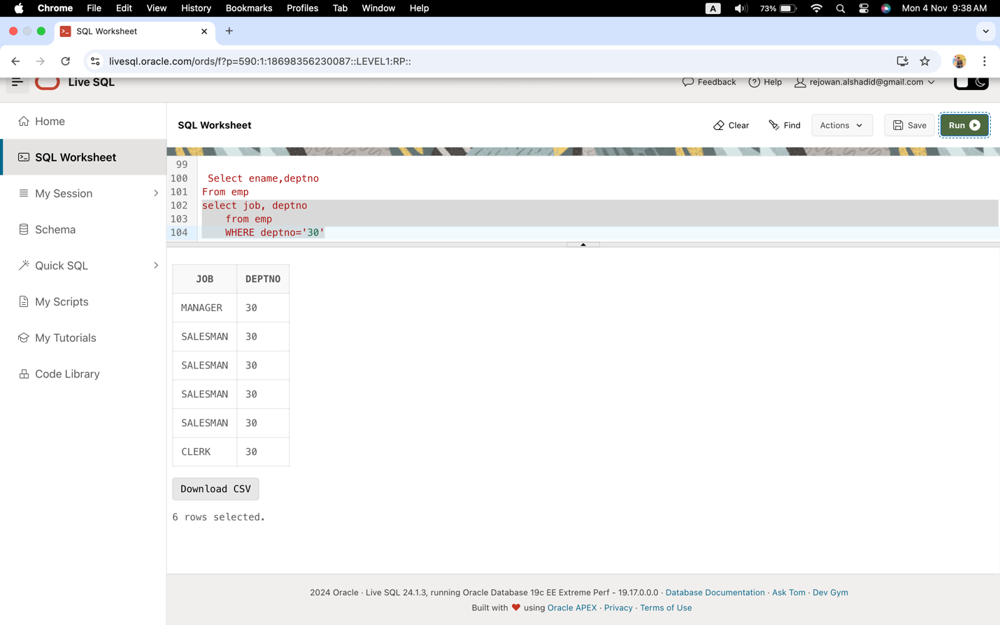 Chrome File Edit View History Bookmarks Profiles Tab Window Help A 73% Mon 4 Nov 9:38 AM
SQL Worksheet
livesql.oracle.com/ords/f?p=590:1:18698356230087::LEVEL1:RP::
Live SQL Feedback Help rejowan.alshadid@gmail.com
Home
SQL Worksheet
My Session
Schema
Quick SQL
My Scripts
My Tutorials
Code Library
SQL Worksheet Clear Find Actions Save Run
99
100 Select ename,deptno
101 From emp
102 select job, deptno
103 from emp
104 WHERE deptno='30'
JOB DEPTNO
MANAGER 30
SALESMAN 30
SALESMAN 30
SALESMAN 30
SALESMAN 30
CLERK 30
Download CSV
6 rows selected.
2024 Oracle · Live SQL 24.1.3, running Oracle Database 19c EE Extreme Perf - 19.17.0.0.0 · Database Documentation · Ask Tom · Dev Gym
Built with ❤ using Oracle APEX · Privacy · Terms of Use